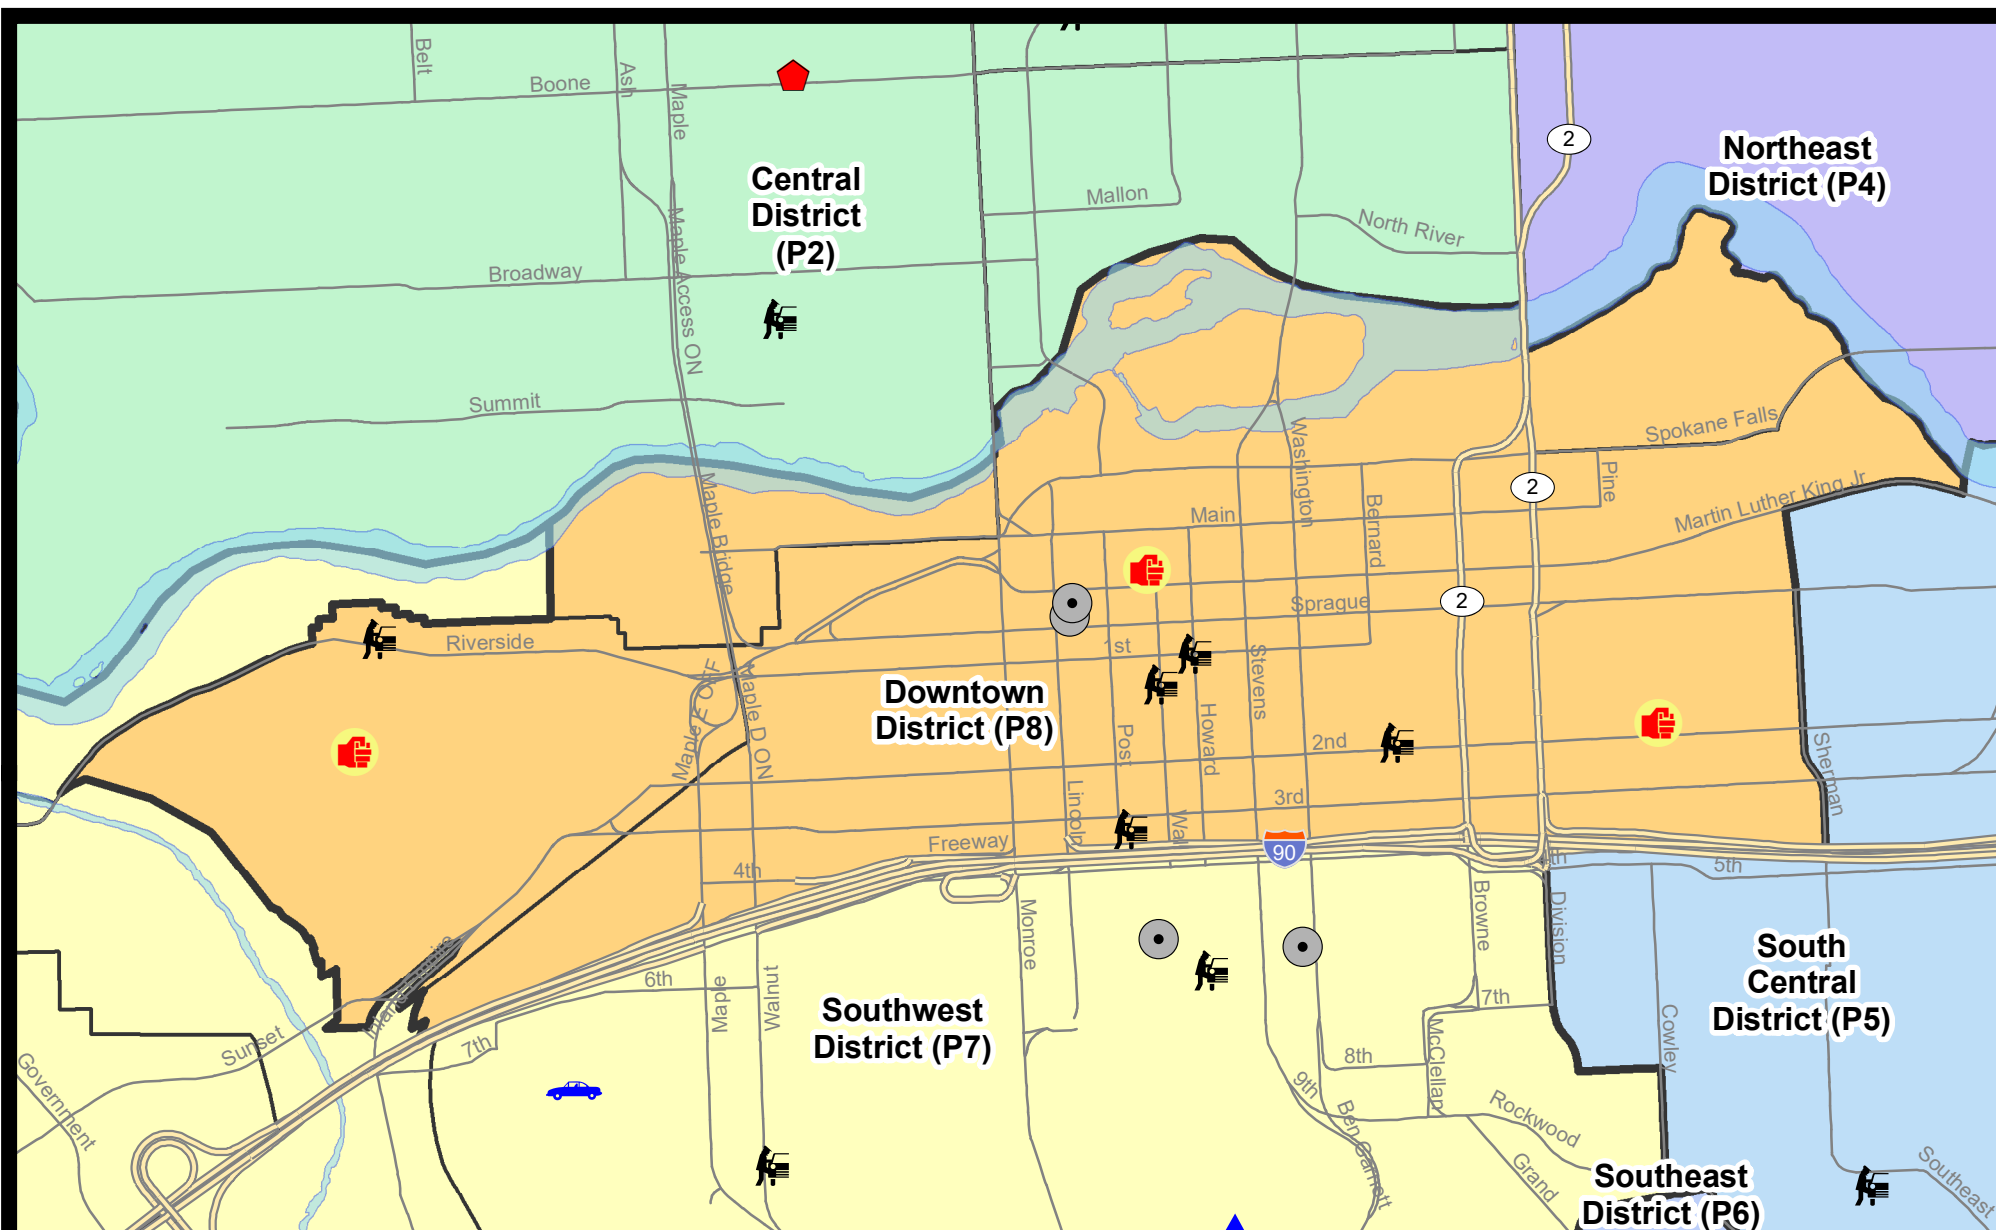 Belt
Ash
Maple
Boone
2
Northeast
District (P4)
Central
District
(P2)
Mallon
North River
Maple Access ON
Broadway
Summit
Spokane Falls
Washington
Pine
2
Bernard
Martin Luther King Jr
Main
Maple Bridge
Sprague
2
Riverside
1st
Stevens
Maple E OFF
Maple D ON
Downtown
District (P8)
Post
Howard
2nd
Sherman
Lincoln
3rd
Wall
Freeway
90
4th
4th
5th
Browne
Division
Monroe
Inland Empire
6th
Maple
Walnut
South
Central
District (P5)
Southwest
District (P7)
7th
Sunset
7th
Government
McClellan
Cowley
8th
9th
Ben Garnett
Rockwood
Grand
Southeast
District (P6)
Southeast